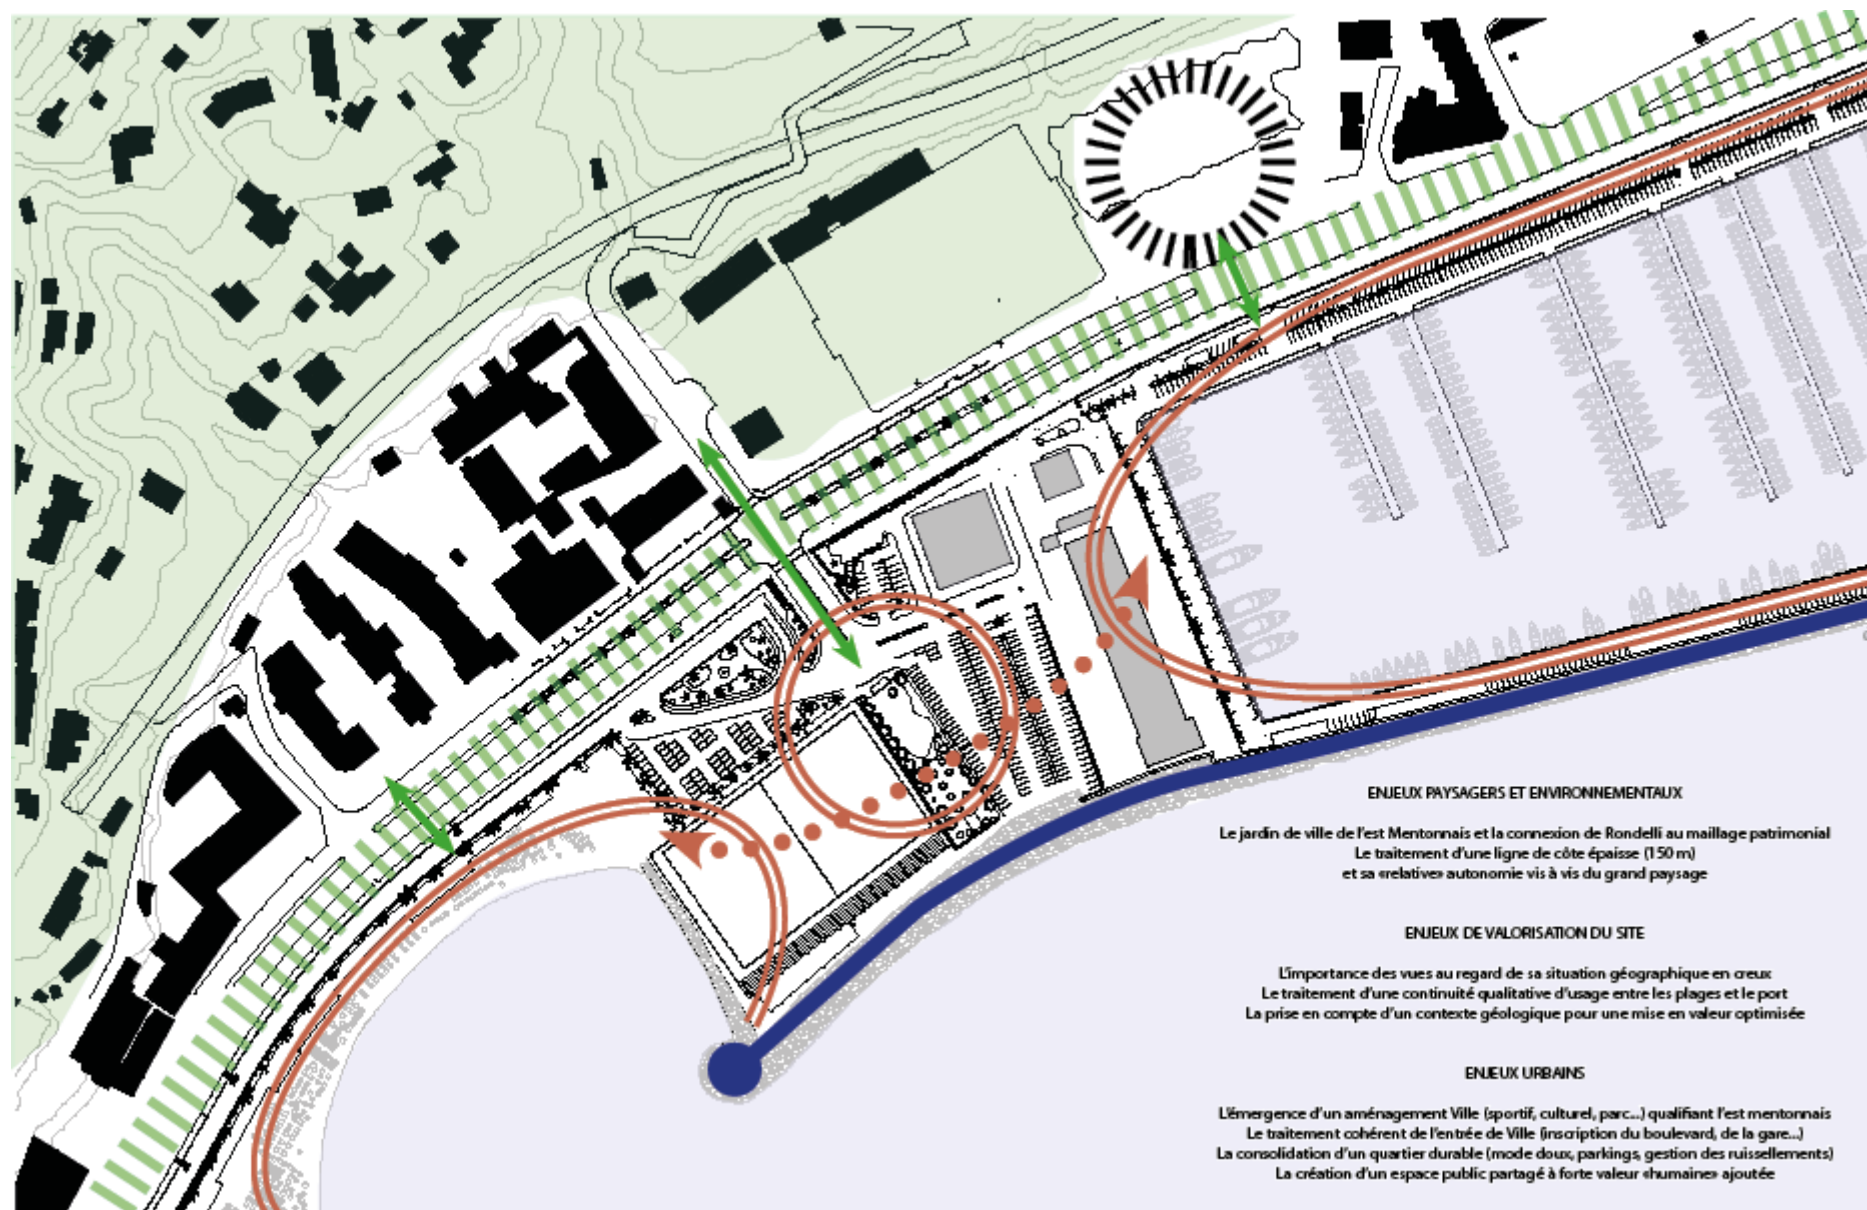 ENJEUX PAYSAGERS ET ENVIRONNEMENTAUX
Le jardin de ville de l'est Mentonnais et la connexion de Rondelli au maillage patrimonial
Le traitement d'une ligne de côte épaisse (150 m)
et sa «relative» autonomie vis à vis du grand paysage
ENJEUX DE VALORISATION DU SITE
L'importance des vues au regard de sa situation géographique en creux
Le traitement d'une continuité qualitative d'usage entre les plages et le port
La prise en compte d'un contexte géologique pour une mise en valeur optimisée
ENJEUX URBAINS
L'émergence d'un aménagement Ville (sportif, culturel, parc...) qualifiant l'est mentonnais
Le traitement cohérent de l'entrée de Ville (inscription du boulevard, de la gare...)
La consolidation d'un quartier durable (mode doux, parkings, gestion des ruissellements)
La création d'un espace public partagé à forte valeur «humaine» ajoutée